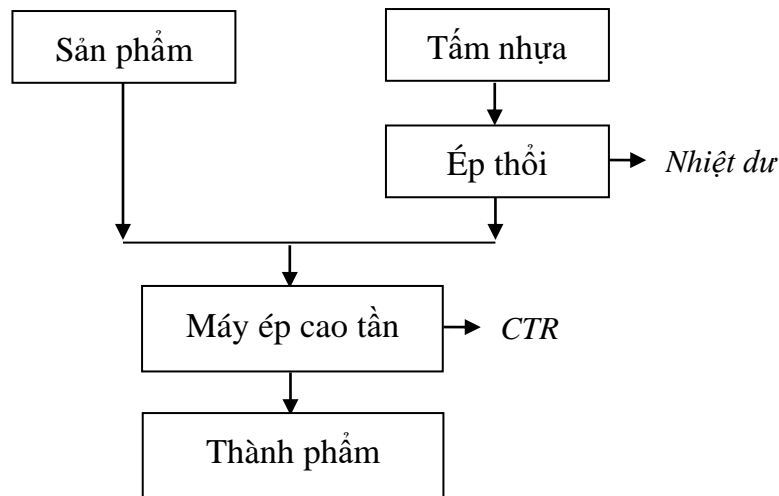 Sản phẩm
Tấm nhựa
Ép thổi
Nhiệt dư
Máy ép cao tần
CTR
Thành phẩm